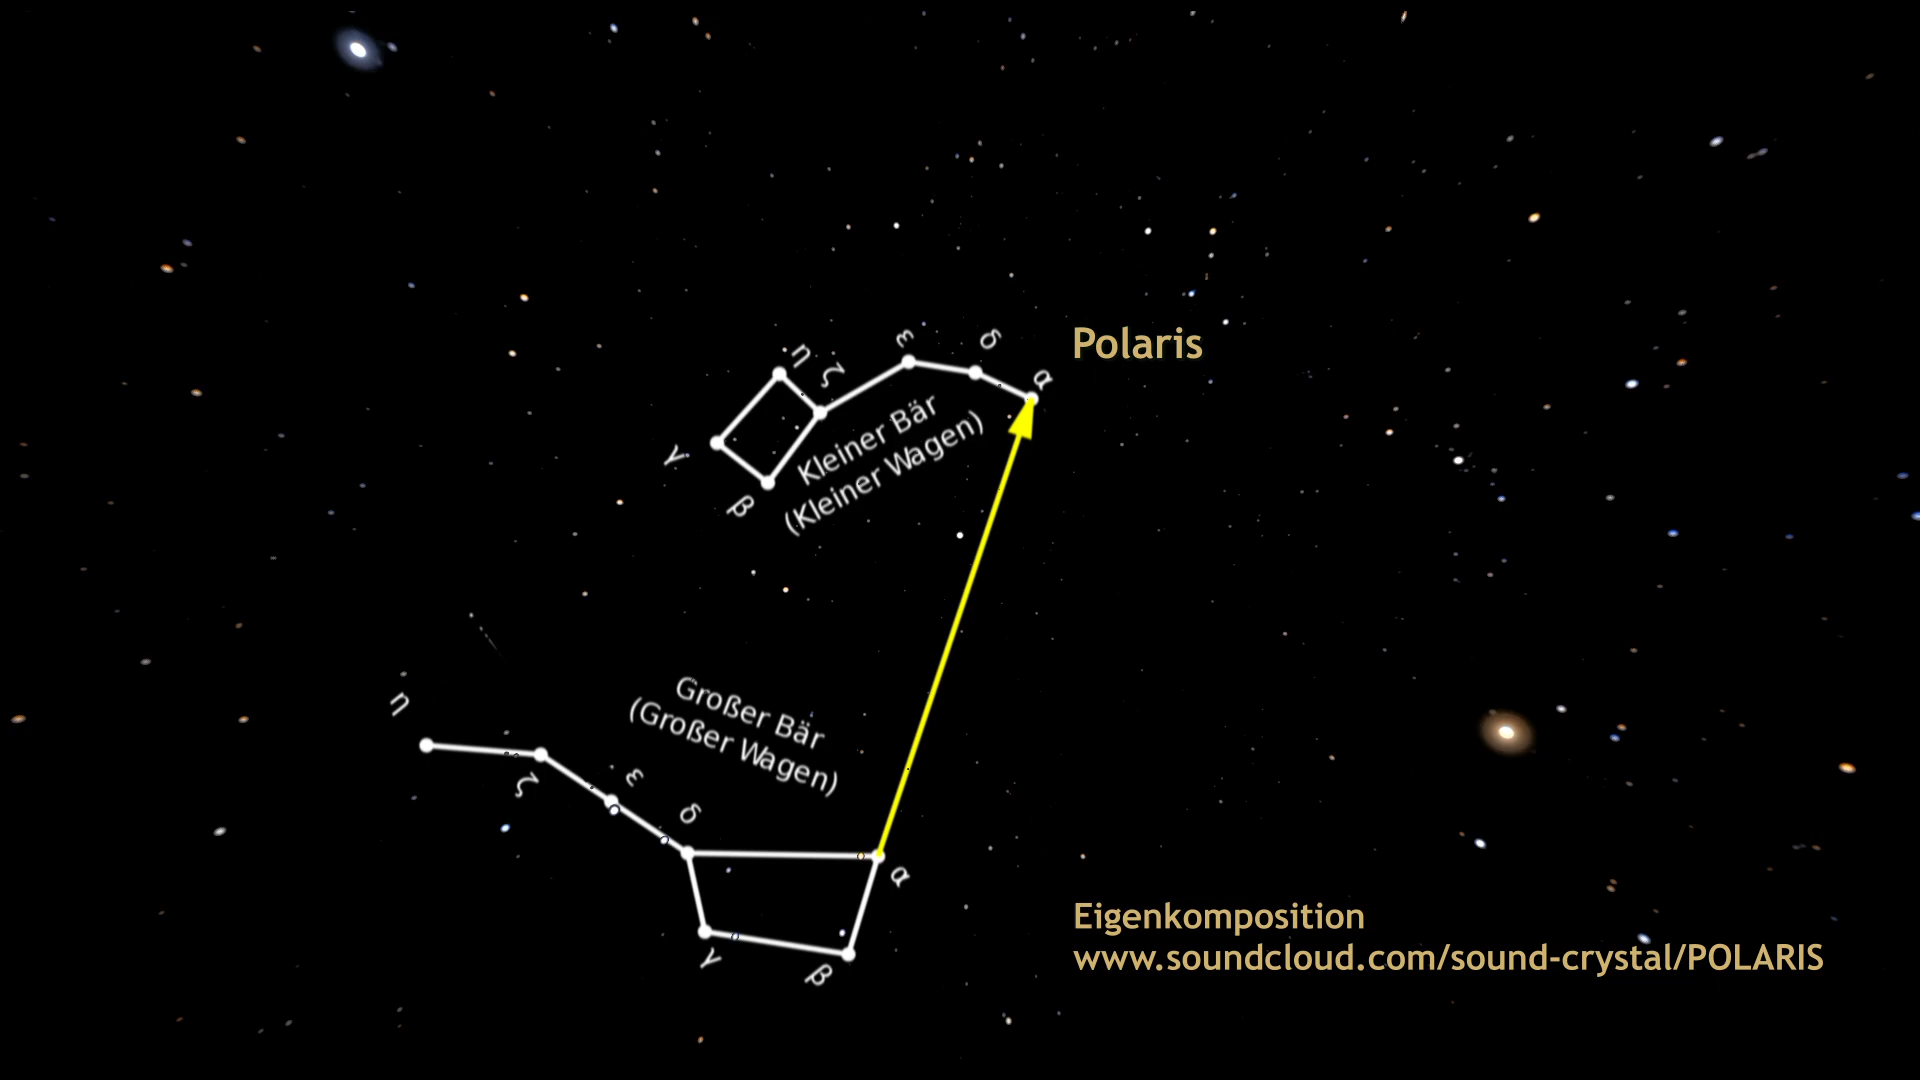 Polaris
η
ζ
ε
δ
α
γ
β
Kleiner Bär
(Kleiner Wagen)
Großer Bär
(Großer Wagen)
η
ζ
ε
δ
α
γ
β
Eigenkomposition
www.soundcloud.com/sound-crystal/POLARIS